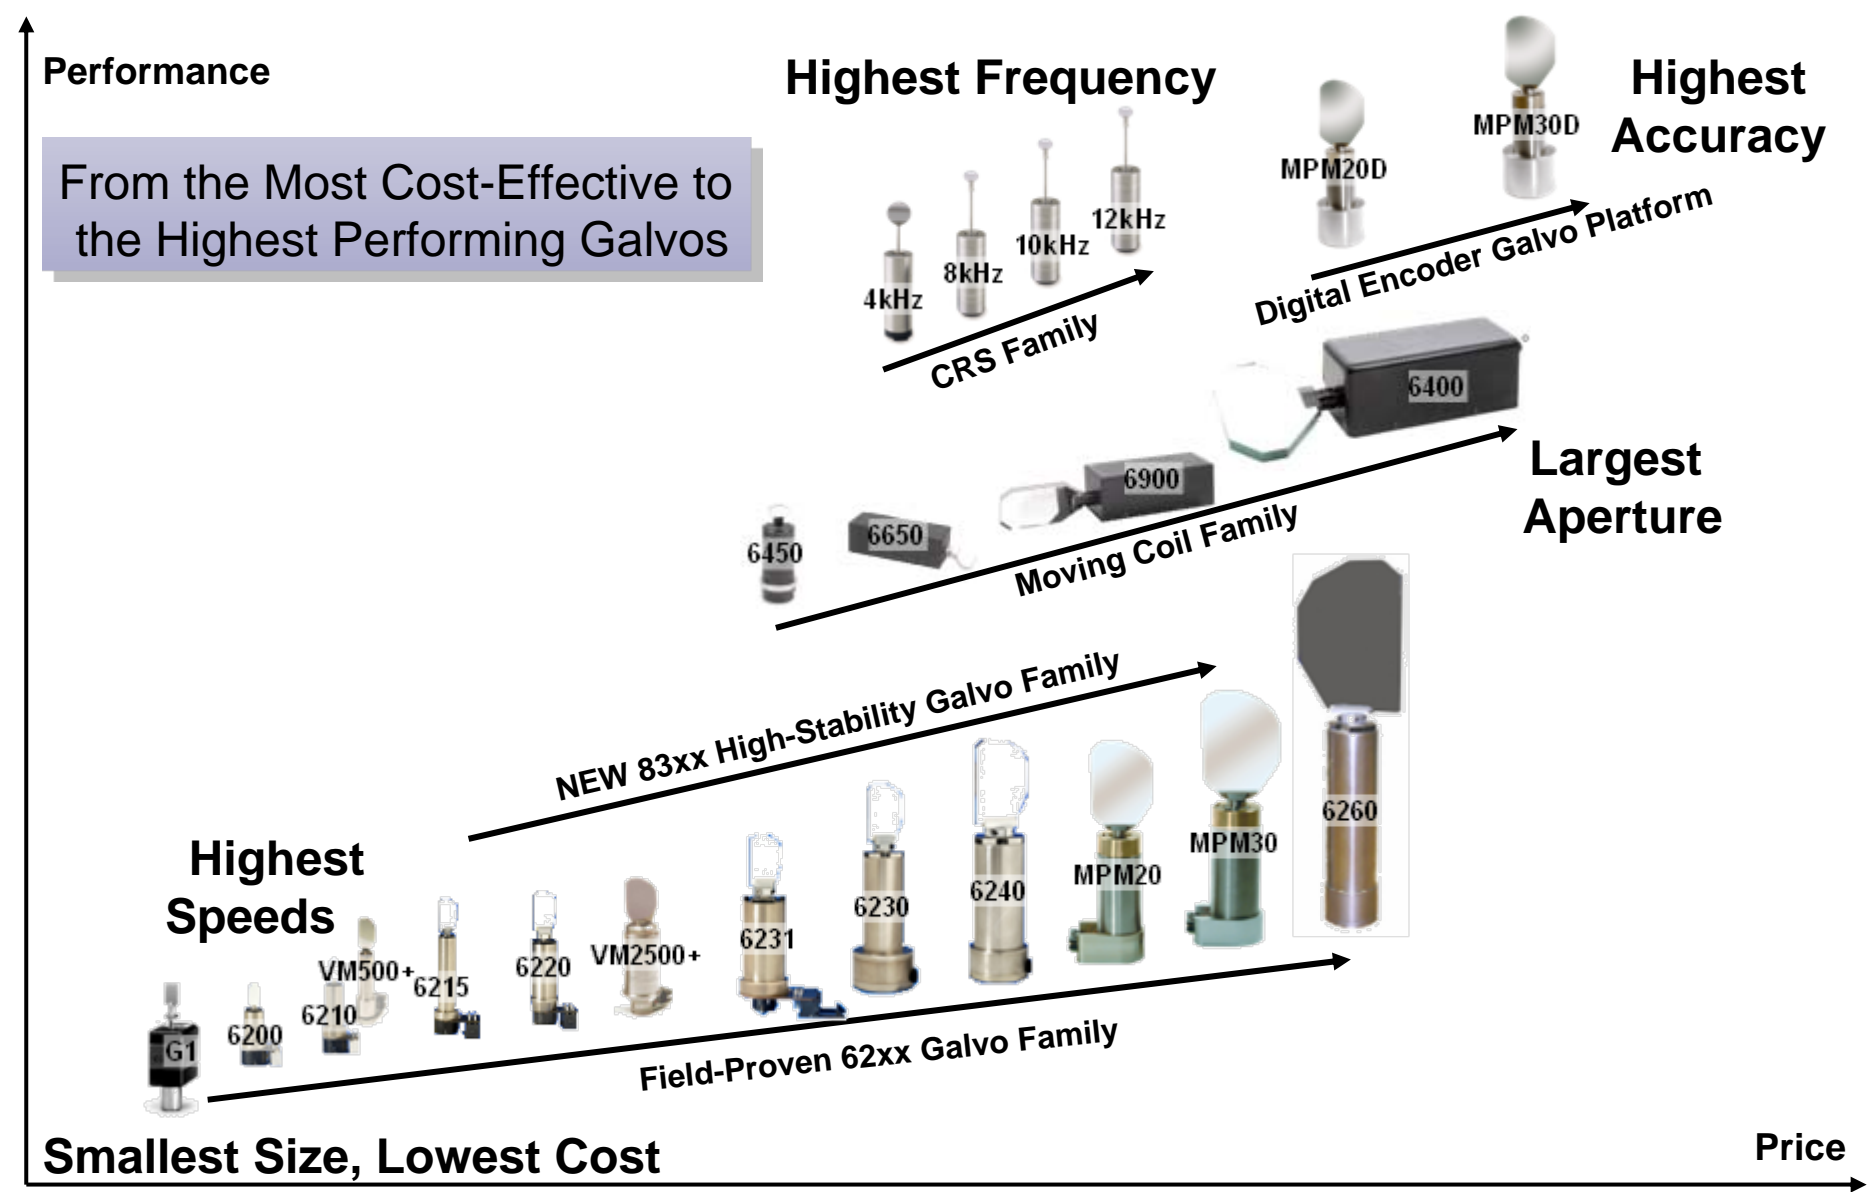 Performance
From the Most Cost-Effective to
the Highest Performing Galvos
Highest Frequency
4kHz
8kHz
10kHz
12kHz
CRS Family
MPM20D
MPM30D
Highest
Accuracy
Digital Encoder Galvo Platform
6450
6650
6900
6400
Moving Coil Family
Largest
Aperture
NEW 83xx High-Stability Galvo Family
Highest
Speeds
G1
6200
6210
VM500+
6215
6220
VM2500+
6231
6230
6240
MPM20
MPM30
6260
Field-Proven 62xx Galvo Family
Smallest Size, Lowest Cost
Price